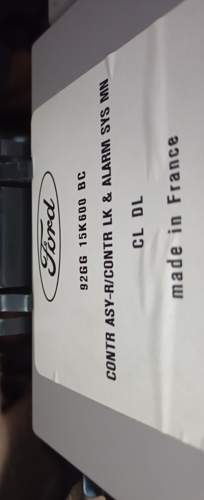 Ford
92GG 15K600 BC
CONTR ASY-R/CONTR LK & ALARM SYS MN
CL DL
made in France